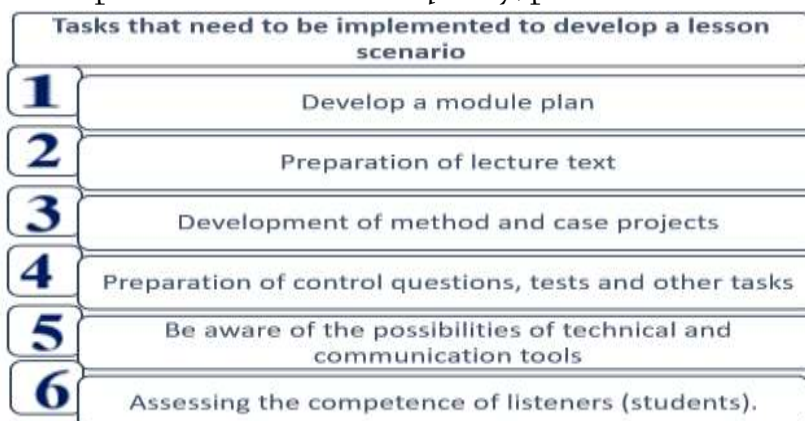 Tasks that need to be implemented to develop a lesson
scenario
1
Develop a module plan
2
Preparation of lecture text
3
Development of method and case projects
4
Preparation of control questions, tests and other tasks
5
Be aware of the possibilities of technical and
communication tools
6
Assessing the competence of listeners (students).